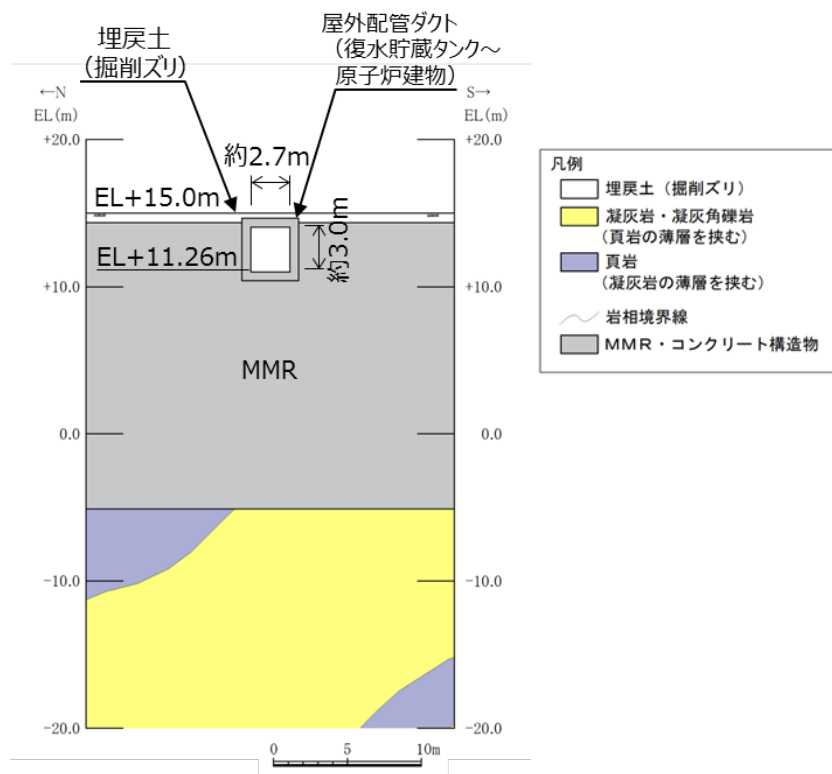 埋戻土
（掘削ズリ）
屋外配管ダクト
（復水貯蔵タンク～
原子炉建物）
←N
EL(m)
S→
EL(m)
+20.0
+20.0
約2.7m
EL+15.0m
約3.0m
EL+11.26m
+10.0
+10.0
MMR
0.0
0.0
-10.0
-10.0
-20.0
-20.0
0 5 10m
凡例
埋戻土（掘削ズリ）
凝灰岩・凝灰角礫岩
（頁岩の薄層を挟む）
頁岩
（凝灰岩の薄層を挟む）
岩相境界線
MMR・コンクリート構造物